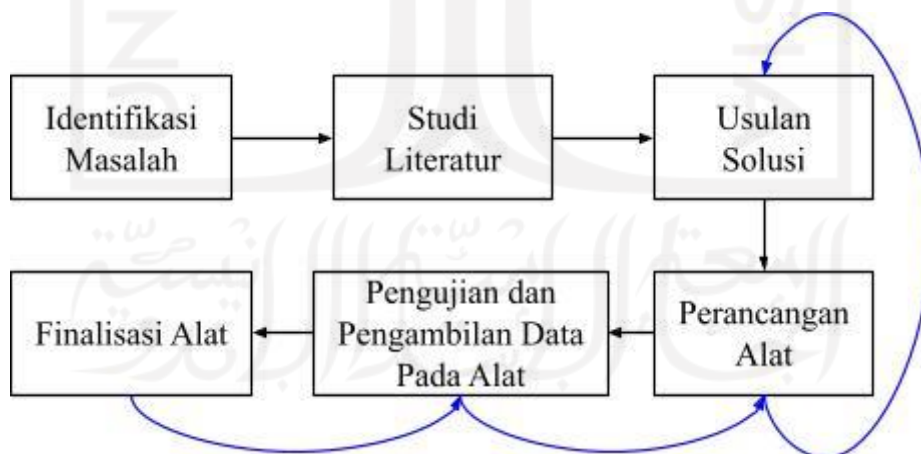 Identifikasi
Masalah
Studi
Literatur
Usulan
Solusi
Perancangan
Alat
Pengujian dan
Pengambilan Data
Pada Alat
Finalisasi Alat